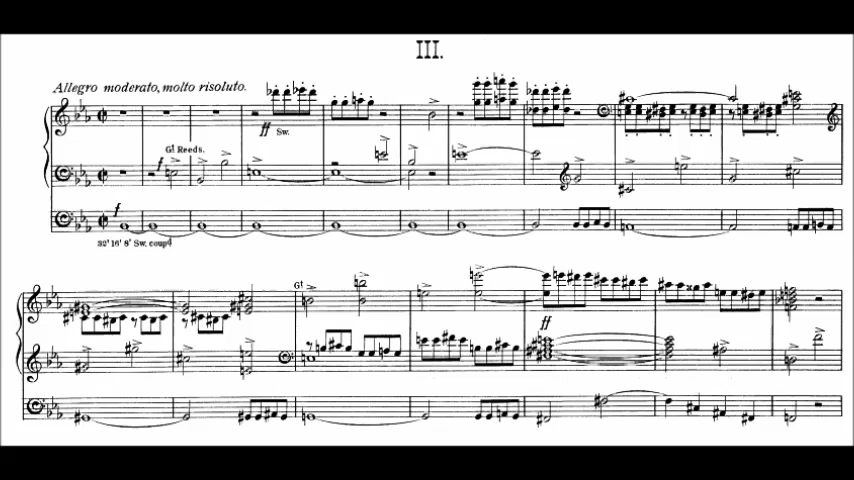 III.
Allegro moderato, molto risoluto.
ff Sw.
Gt Reeds.
f
f
32' 16' 8' Sw. coupd
Gt
ff